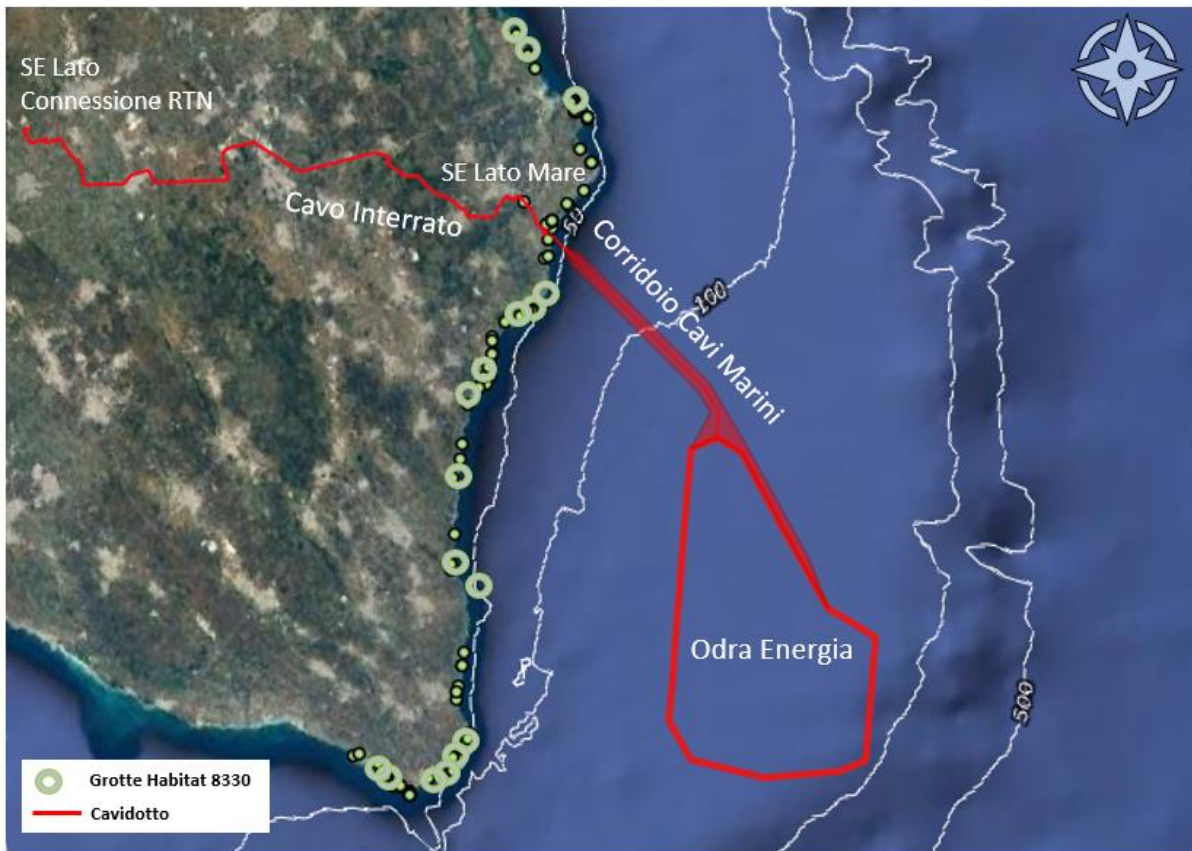 SE Lato
Connessione RTN
SE Lato Mare
Cavo Interrato
50
Corridoio Cavi Marini
100
Odra Energia
500
Grotte Habitat 8330
Cavidotto